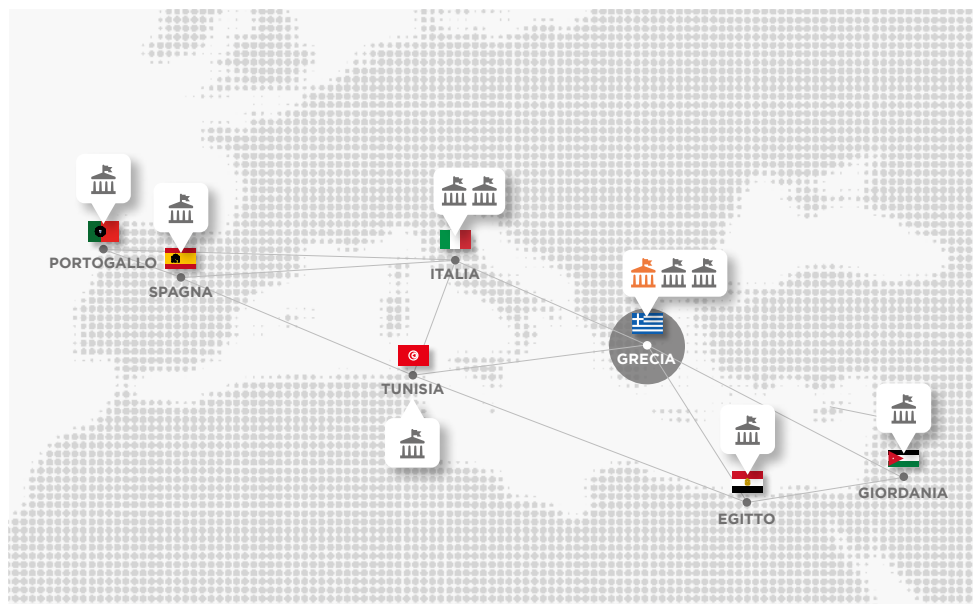 PORTOGALLO
SPAGNA
ITALIA
GRECIA
TUNISIA
EGITTO
GIORDANIA